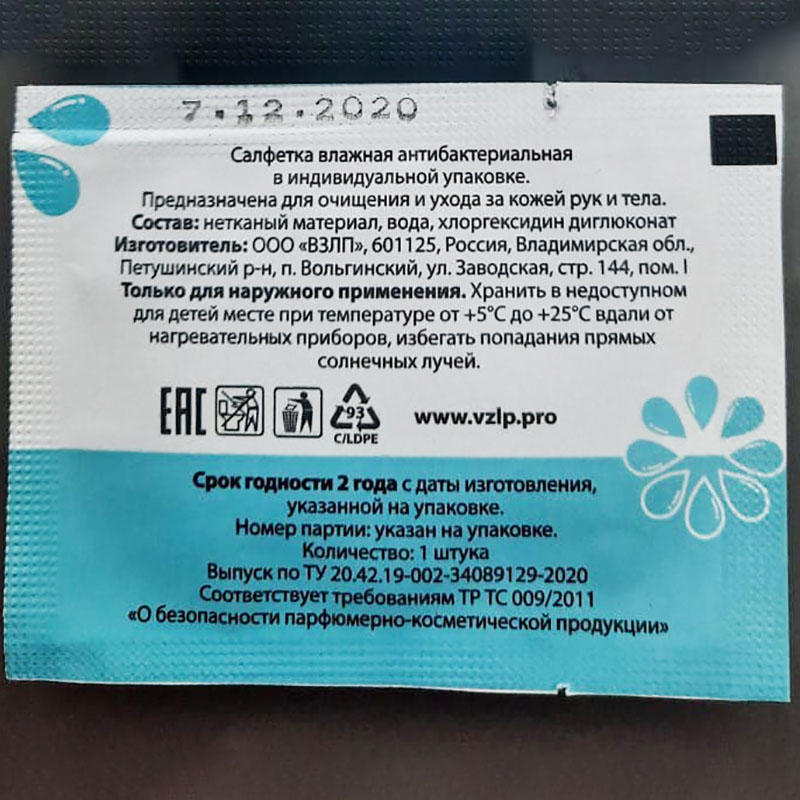 7.12.2020
Салфетка влажная антибактериальная
в индивидуальной упаковке.
Предназначена для очищения и ухода за кожей рук и тела.
Состав: нетканый материал, вода, хлоргексидин диглюконат
Изготовитель: ООО «ВЗЛП», 601125, Россия, Владимирская обл.,
Петушинский р-н, п. Вольгинский, ул. Заводская, стр. 144, пом. I
Только для наружного применения. Хранить в недоступном
для детей месте при температуре от +5°С до +25°С вдали от
нагревательных приборов, избегать попадания прямых
солнечных лучей.
EAC 93 www.vzlp.pro
C/LDPE
Срок годности 2 года с даты изготовления,
указанной на упаковке.
Номер партии: указан на упаковке.
Количество: 1 штука
Выпуск по ТУ 20.42.19-002-34089129-2020
Соответствует требованиям ТР ТС 009/2011
«О безопасности парфюмерно-косметической продукции»